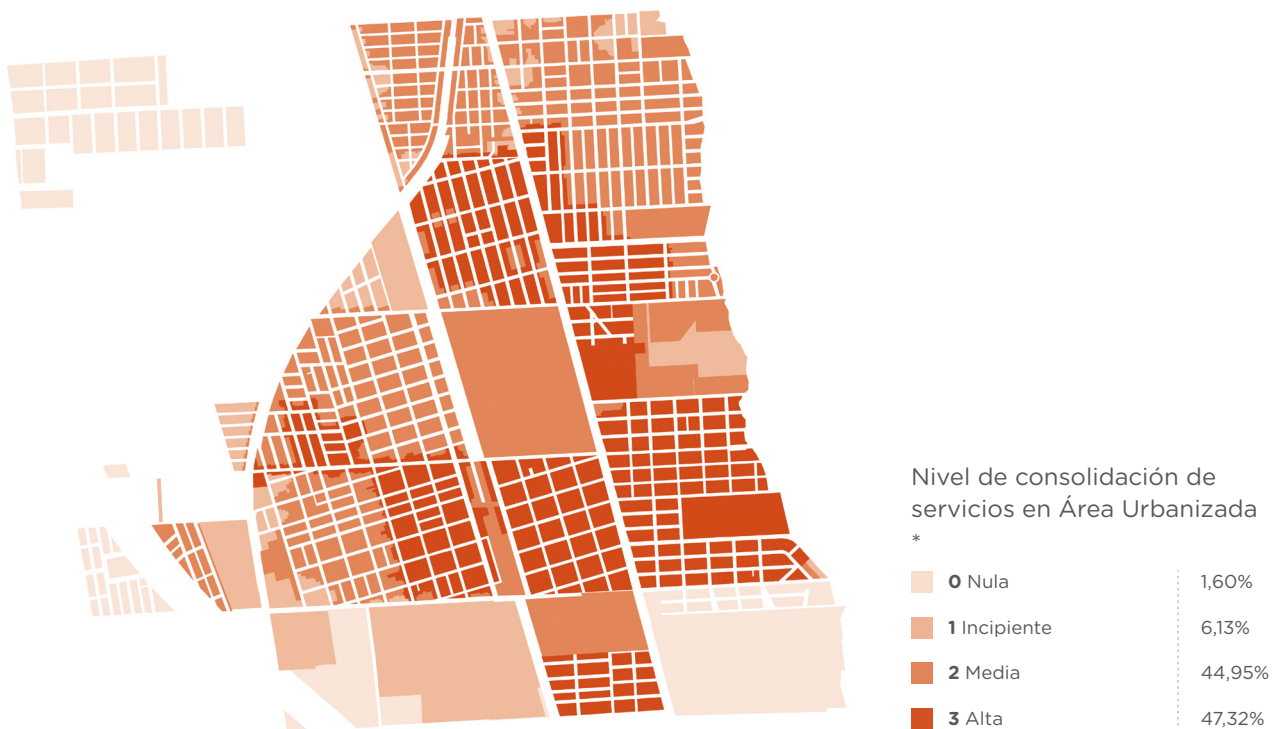 Nivel de consolidación de
servicios en Área Urbanizada
*
0 Nula 1,60%
1 Incipiente 6,13%
2 Media 44,95%
3 Alta 47,32%